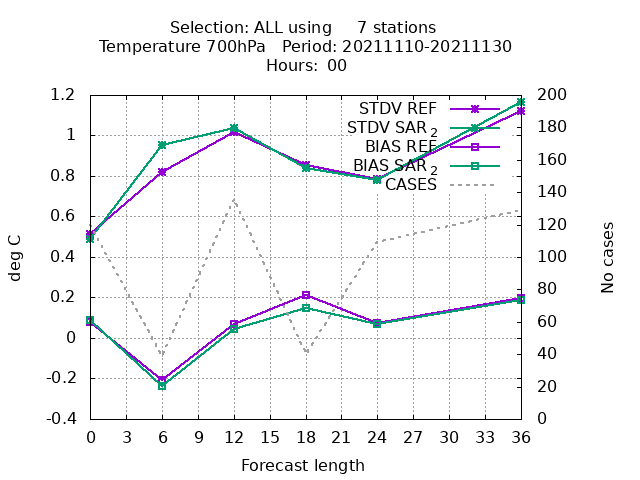 Selection: ALL using     7 stations
Temperature 700hPa   Period: 20211110-20211130
Hours:  00
1.2
1
0.8
0.6
0.4
0.2
0
-0.2
-0.4
deg C
STDV REF
STDV SAR 2
BIAS REF
BIAS SAR 2
CASES
200
180
160
140
120
100
80
60
40
20
0
No cases
0 3 6 9 12 15 18 21 24 27 30 33 36
Forecast length